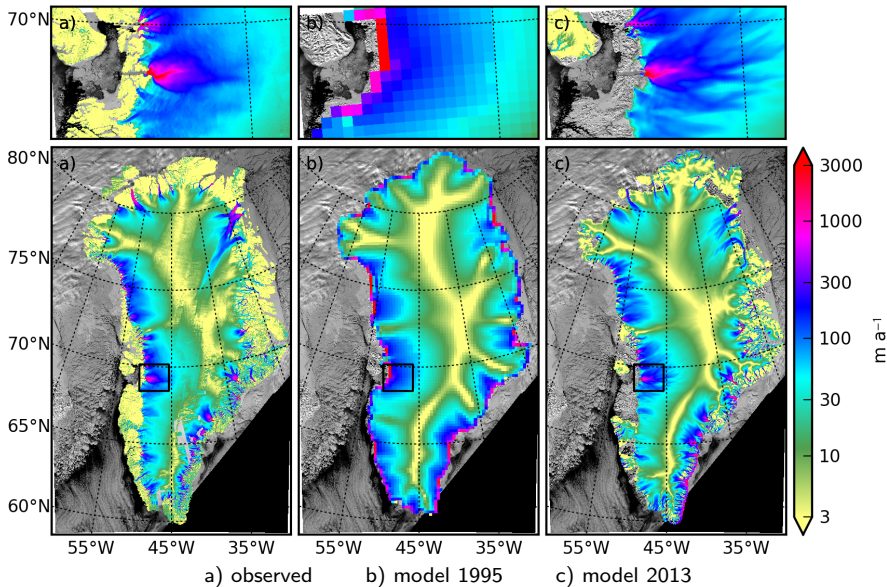 a) b) c)
70°N
a) b) c)
80°N
75°N
70°N
65°N
60°N
3000
1000
300
100
30
10
3
m a⁻¹
55°W 45°W 35°W 55°W 45°W 35°W 55°W 45°W 35°W
a) observed b) model 1995 c) model 2013